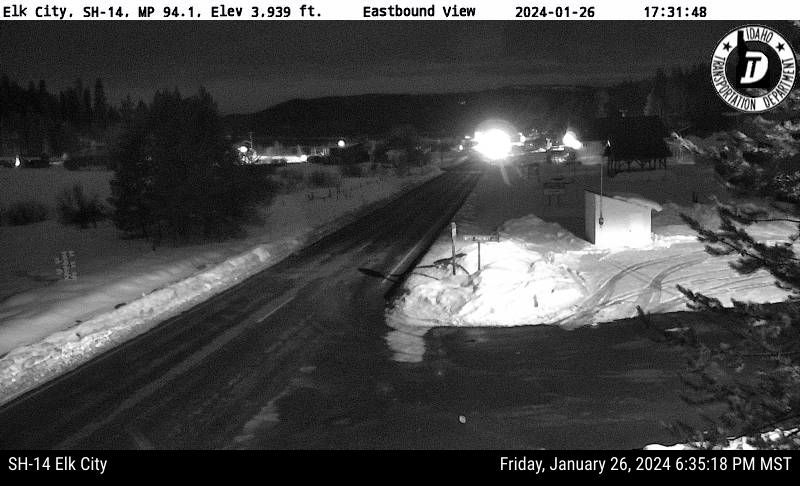 Elk City, SH-14, MP 94.1, Elev 3,939 ft. Eastbound View 2024-01-26 17:31:48
IDAHO
TRANSPORTATION DEPARTMENT
SH-14 Elk City
Friday, January 26, 2024 6:35:18 PM MST